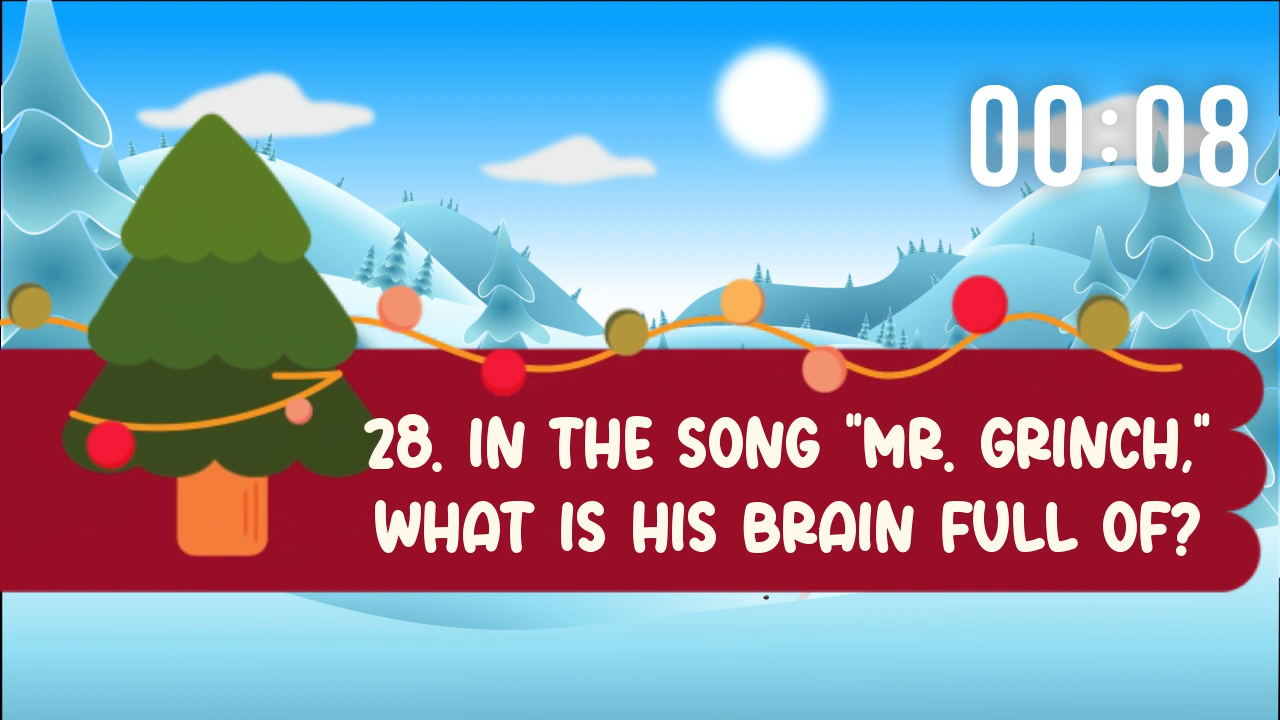 00:08
28. IN THE SONG "MR. GRINCH,"
WHAT IS HIS BRAIN FULL OF?